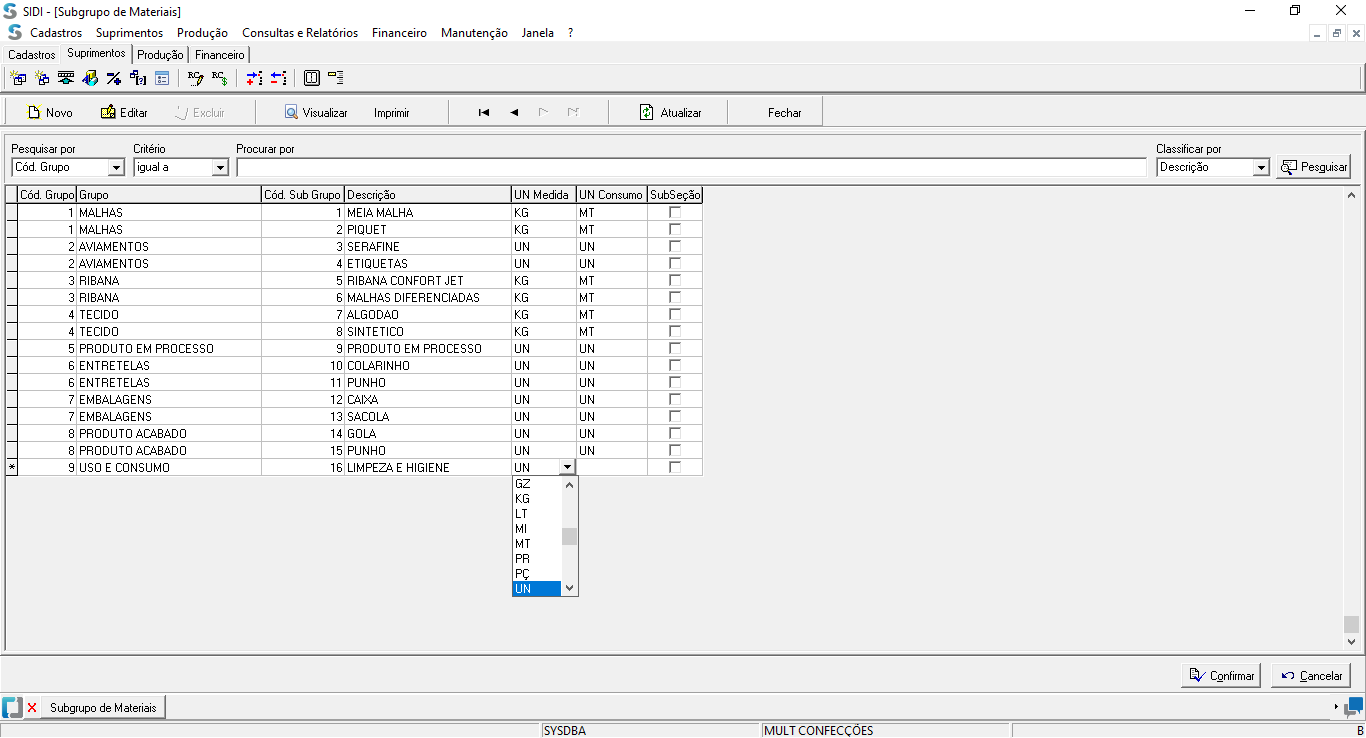 SIDI - [Subgrupo de Materiais]
Cadastros Suprimentos Produção Consultas e Relatórios Financeiro Manutenção Janela ?
Cadastros Suprimentos Produção Financeiro
Novo Editar Excluir Visualizar Imprimir Atualizar Fechar
Pesquisar por Critério Procurar por Classificar por
Cód. Grupo igual a Descrição Pesquisar
Cód. Grupo Grupo Cód. Sub Grupo Descrição UN Medida UN Consumo SubSeção
1 MALHAS 1 MEIA MALHA KG MT
1 MALHAS 2 PIQUET KG MT
2 AVIAMENTOS 3 SERAFINE UN UN
2 AVIAMENTOS 4 ETIQUETAS UN UN
3 RIBANA 5 RIBANA CONFORT JET KG MT
3 RIBANA 6 MALHAS DIFERENCIADAS KG MT
4 TECIDO 7 ALGODAO KG MT
4 TECIDO 8 SINTETICO KG MT
5 PRODUTO EM PROCESSO 9 PRODUTO EM PROCESSO UN UN
6 ENTRETELAS 10 COLARINHO UN UN
6 ENTRETELAS 11 PUNHO UN UN
7 EMBALAGENS 12 CAIXA UN UN
7 EMBALAGENS 13 SACOLA UN UN
8 PRODUTO ACABADO 14 GOLA UN UN
8 PRODUTO ACABADO 15 PUNHO UN UN
* 9 USO E CONSUMO 16 LIMPEZA E HIGIENE UN
GZ
KG
LT
MI
MT
PR
PÇ
UN
Confirmar Cancelar
Subgrupo de Materiais
SYSDBA MULT CONFECÇÕES B